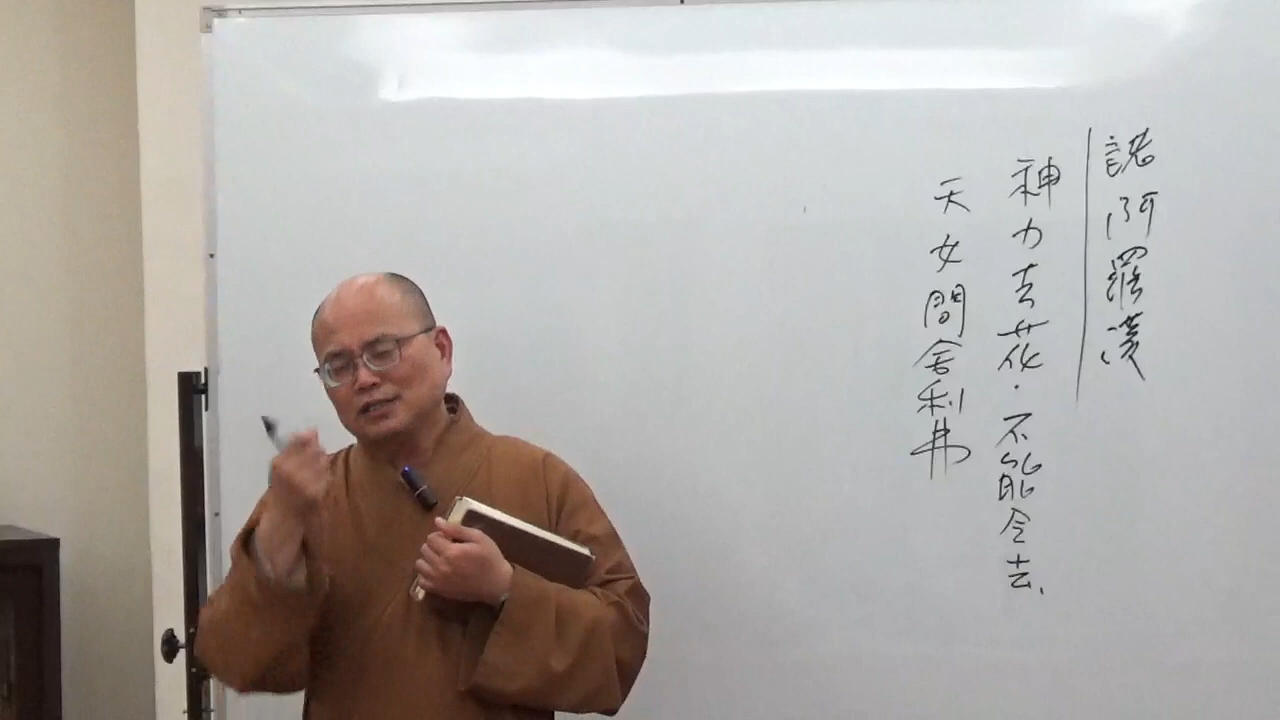 諸阿羅漢
神力去花．不能令去、
天女問舍利弗